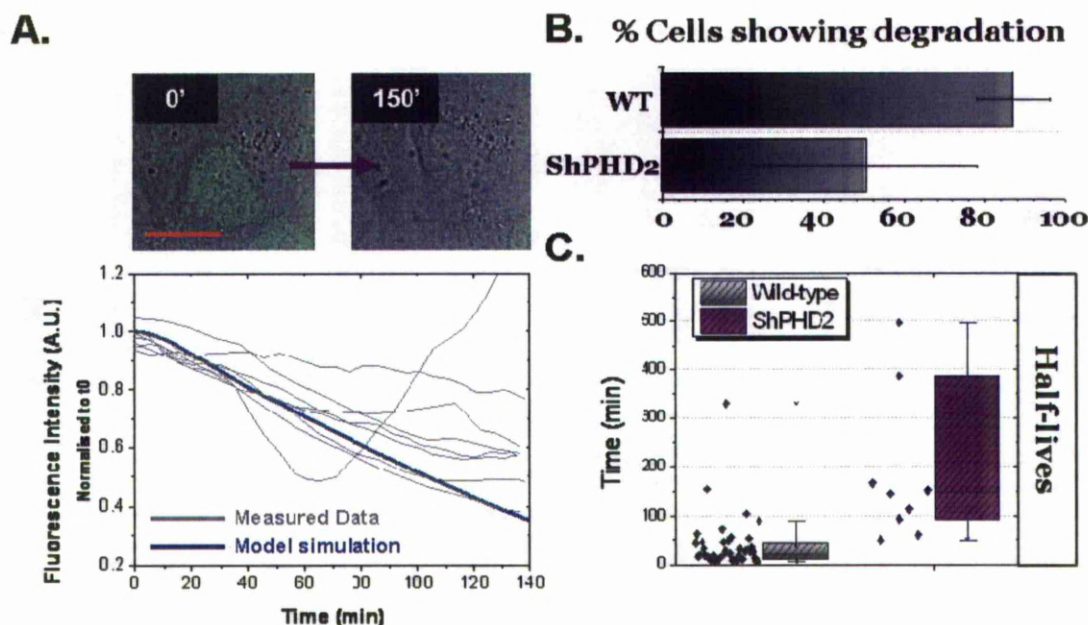 A.
0'
150'
Fluorescence Intensity (A.U.)
Normalised to t0
1.2
1.0
0.8
0.6
0.4
0.2
Measured Data
Model simulation
0 20 40 60 80 100 120 140
Time (min)
B. % Cells showing degradation
WT
ShPHD2
0 20 40 60 80 100
C.
Time (min)
600
500
400
300
200
100
0
Wild-type
ShPHD2
Half-lives